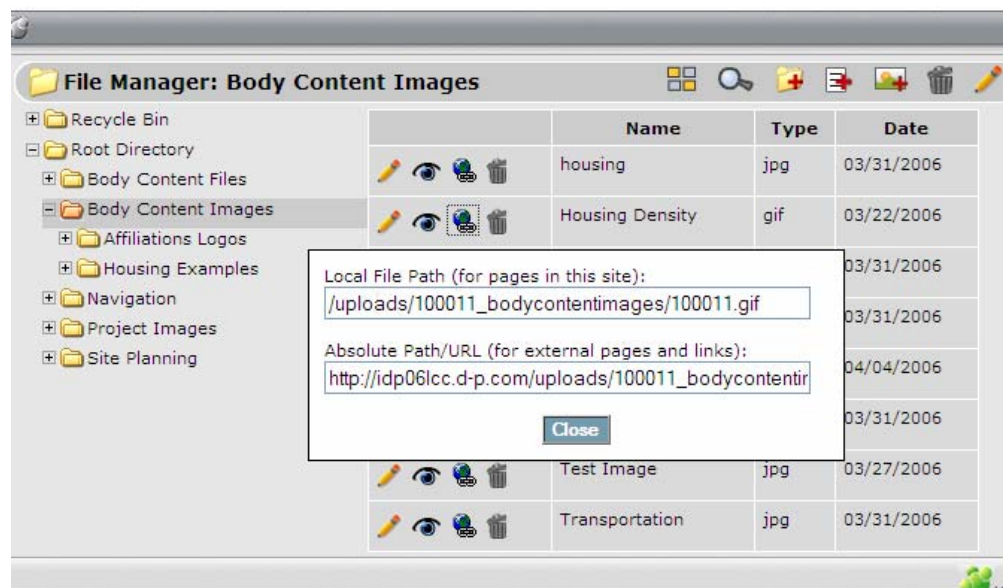 File Manager: Body Content Images
Recycle Bin
Root Directory
Body Content Files
Body Content Images
Affiliations Logos
Housing Examples
Navigation
Project Images
Site Planning
Name Type Date
housing jpg 03/31/2006
Housing Density gif 03/22/2006
03/31/2006
03/31/2006
04/04/2006
03/31/2006
Test Image jpg 03/27/2006
Transportation jpg 03/31/2006
Local File Path (for pages in this site):
/uploads/100011_bodycontentimages/100011.gif
Absolute Path/URL (for external pages and links):
http://idp06lcc.d-p.com/uploads/100011_bodycontentir
Close